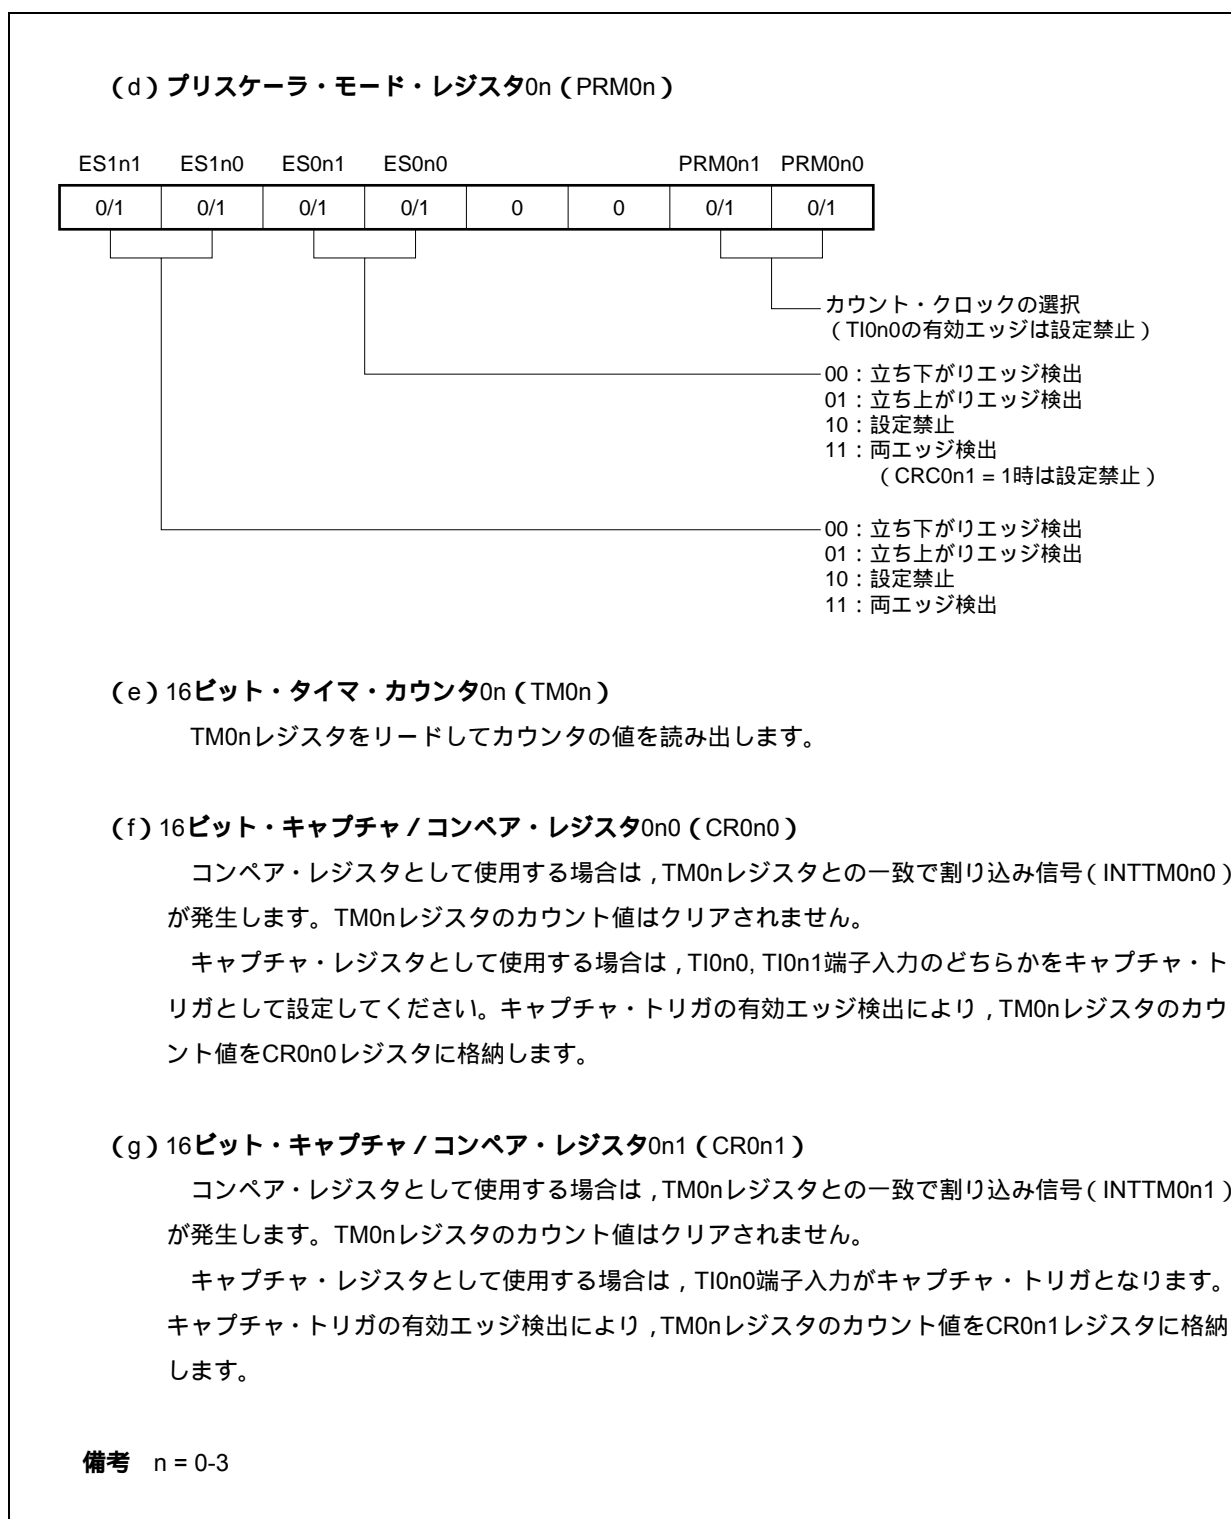 (d) プリスケーラ・モード・レジスタ0n (PRM0n)
ES1n1 ES1n0 ES0n1 ES0n0 PRM0n1 PRM0n0
0/1 0/1 0/1 0/1 0 0 0/1 0/1
カウント・クロックの選択
(TI0n0の有効エッジは設定禁止)
00:立ち下がりエッジ検出
01:立ち上がりエッジ検出
10:設定禁止
11:両エッジ検出
(CRC0n1 = 1時は設定禁止)
00:立ち下がりエッジ検出
01:立ち上がりエッジ検出
10:設定禁止
11:両エッジ検出
(e) 16ビット・タイマ・カウンタ0n (TM0n)
TM0nレジスタをリードしてカウンタの値を読み出します。
(f) 16ビット・キャプチャ/コンペア・レジスタ0n0 (CR0n0)
コンペア・レジスタとして使用する場合は,TM0nレジスタとの一致で割り込み信号(INTTM0n0)
が発生します。TM0nレジスタのカウント値はクリアされません。
キャプチャ・レジスタとして使用する場合は,TI0n0, TI0n1端子入力のどちらかをキャプチャ・ト
リガとして設定してください。キャプチャ・トリガの有効エッジ検出により,TM0nレジスタのカウ
ント値をCR0n0レジスタに格納します。
(g) 16ビット・キャプチャ/コンペア・レジスタ0n1 (CR0n1)
コンペア・レジスタとして使用する場合は,TM0nレジスタとの一致で割り込み信号(INTTM0n1)
が発生します。TM0nレジスタのカウント値はクリアされません。
キャプチャ・レジスタとして使用する場合は,TI0n0端子入力がキャプチャ・トリガとなります。
キャプチャ・トリガの有効エッジ検出により,TM0nレジスタのカウント値をCR0n1レジスタに格納
します。
備考 n = 0-3